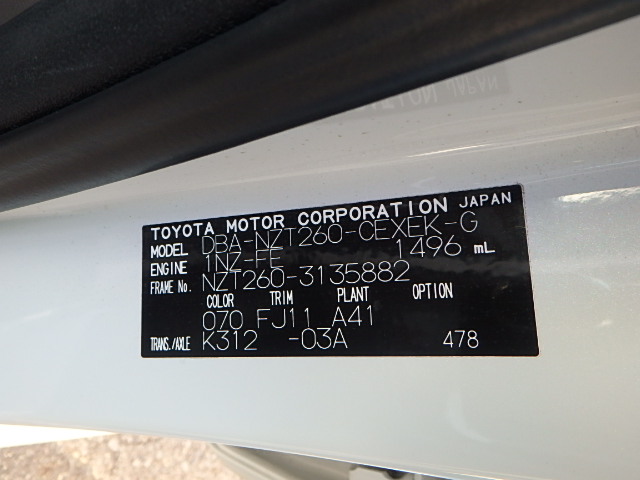 TOYOTA MOTOR CORPORATION JAPAN
MODEL DBA-NZT260-CEXEK-G
ENGINE 1NZ-FE 1496 mL
FRAME No. NZT260-3135882
COLOR TRIM PLANT OPTION
070 FJ11 A41
TRANS./AXLE K312 -03A 478